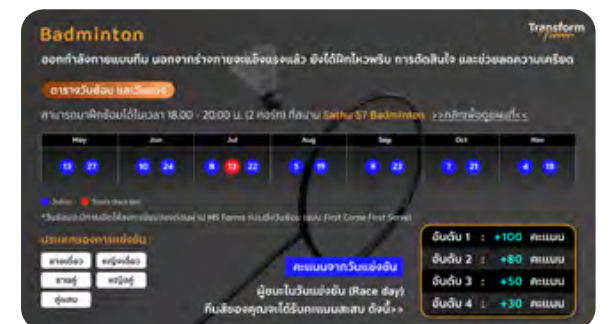 Badminton
Transform
ออกกำลังกายแบบทีม นอกจากร่างกายจะแข็งแรงแล้ว ยังได้ฝึกไหวพริบ การตัดสินใจ และช่วยลดความเครียด
ตารางวันซ้อม และวันแข่ง
สามารถมาฝึกซ้อมได้ในเวลา 18.00 - 20.00 น. (2 คอร์ท) ที่สนาม Sathu 57 Badminton >>คลิกเพื่อดูแผนที่<<
May Jun Jul Aug Sep Oct Nov
13 27 10 24 8 13 22 5 19 9 23 7 21 4 18
วันซ้อม
ประเภทของการแข่งขัน
ชายเดี่ยว หญิงเดี่ยว
ชายคู่ หญิงคู่
คู่ผสม
คะแนนจากวันแข่งขัน
ผู้ชนะในวันแข่งขัน (Race day)
ทีมสีของคุณจะได้รับคะแนนสะสม ดังนี้>>
อันดับ 1 : +100 คะแนน
อันดับ 2 : +80 คะแนน
อันดับ 3 : +50 คะแนน
อันดับ 4 : +30 คะแนน